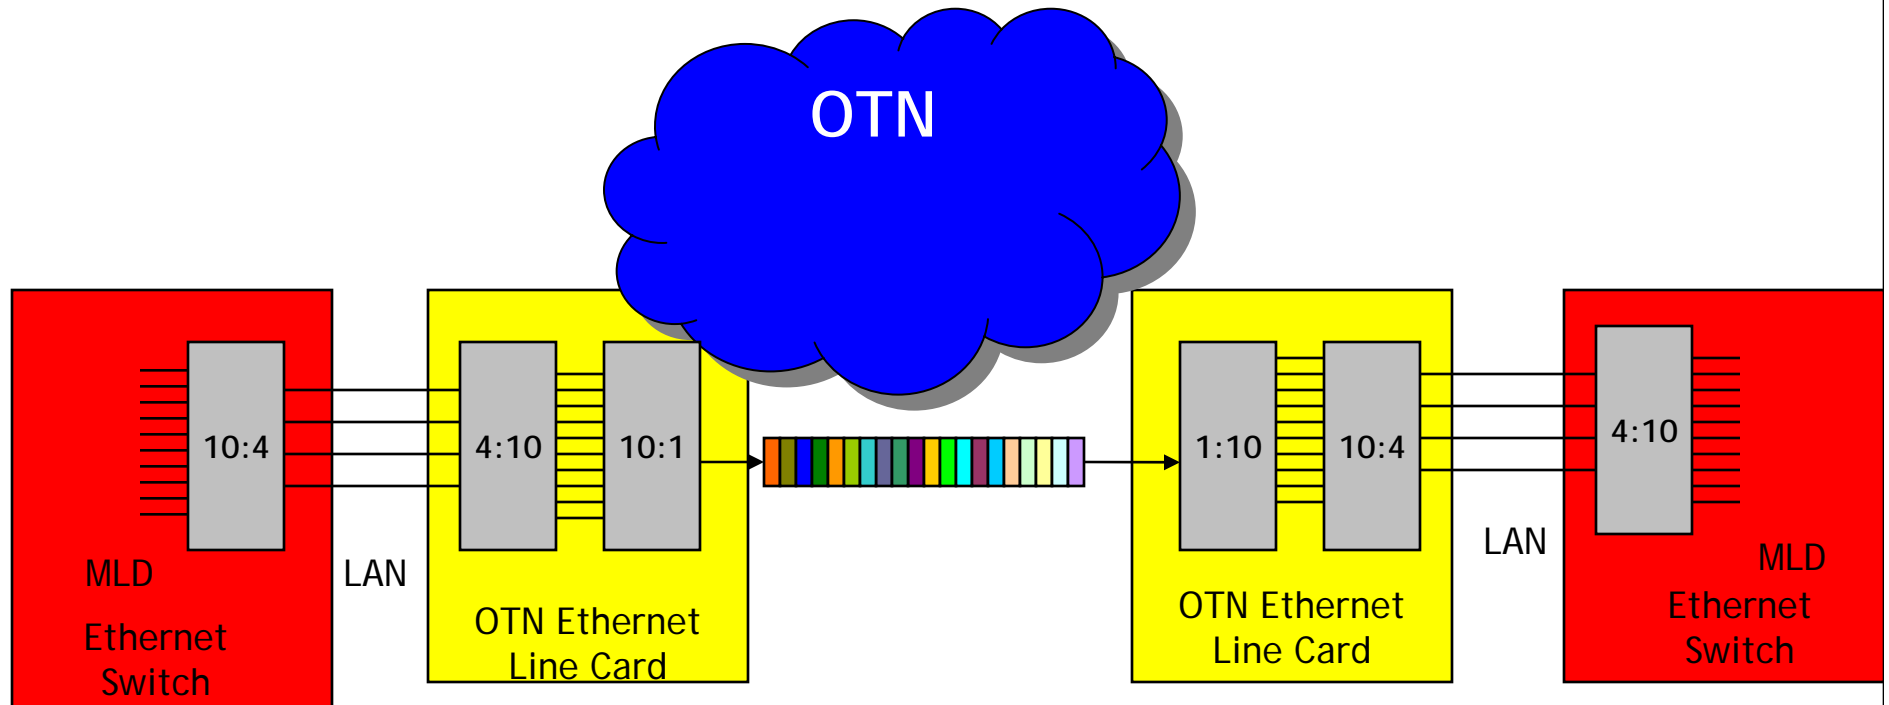 OTN
10:4
4:10
10:1
1:10
10:4
4:10
MLD
LAN
LAN
MLD
Ethernet
Switch
OTN Ethernet
Line Card
OTN Ethernet
Line Card
Ethernet
Switch